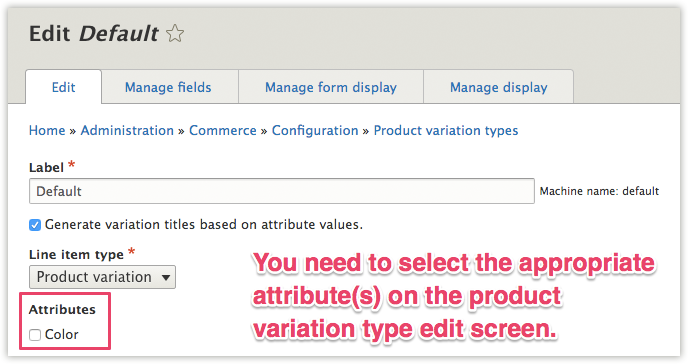 Edit Default
Edit Manage fields Manage form display Manage display
Home » Administration » Commerce » Configuration » Product variation types
Label *
Default Machine name: default
Generate variation titles based on attribute values.
Line item type *
Product variation
You need to select the appropriate
attribute(s) on the product
variation type edit screen.
Attributes
Color